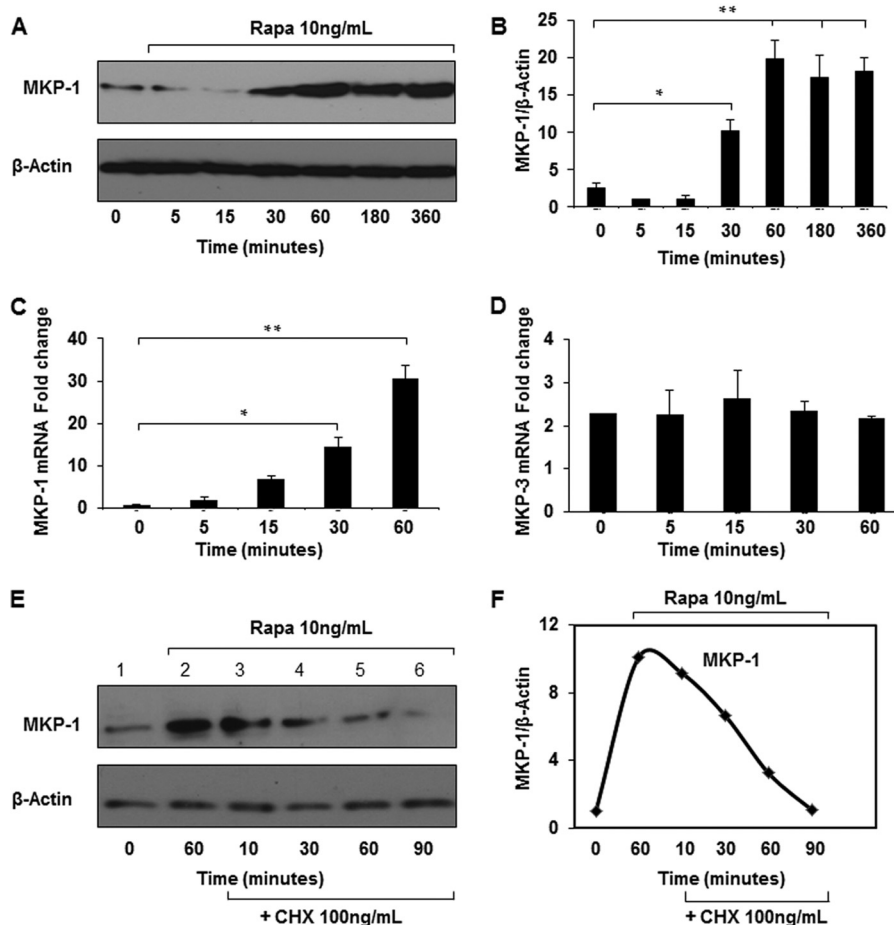 A
Rapa 10ng/mL
MKP-1
β-Actin
0 5 15 30 60 180 360
Time (minutes)
B
**
*
MKP-1/β-Actin
25
20
15
10
5
0
0 5 15 30 60 180 360
Time (minutes)
C
**
*
MKP-1 mRNA Fold change
40
30
20
10
0
0 5 15 30 60
Time (minutes)
D
MKP-3 mRNA Fold change
4
3
2
1
0
0 5 15 30 60
Time (minutes)
E
Rapa 10ng/mL
1 2 3 4 5 6
MKP-1
β-Actin
0 60 10 30 60 90
Time (minutes)
+ CHX 100ng/mL
F
Rapa 10ng/mL
MKP-1
MKP-1/β-Actin
12
8
4
0
0 60 10 30 60 90
Time (minutes)
+ CHX 100ng/mL